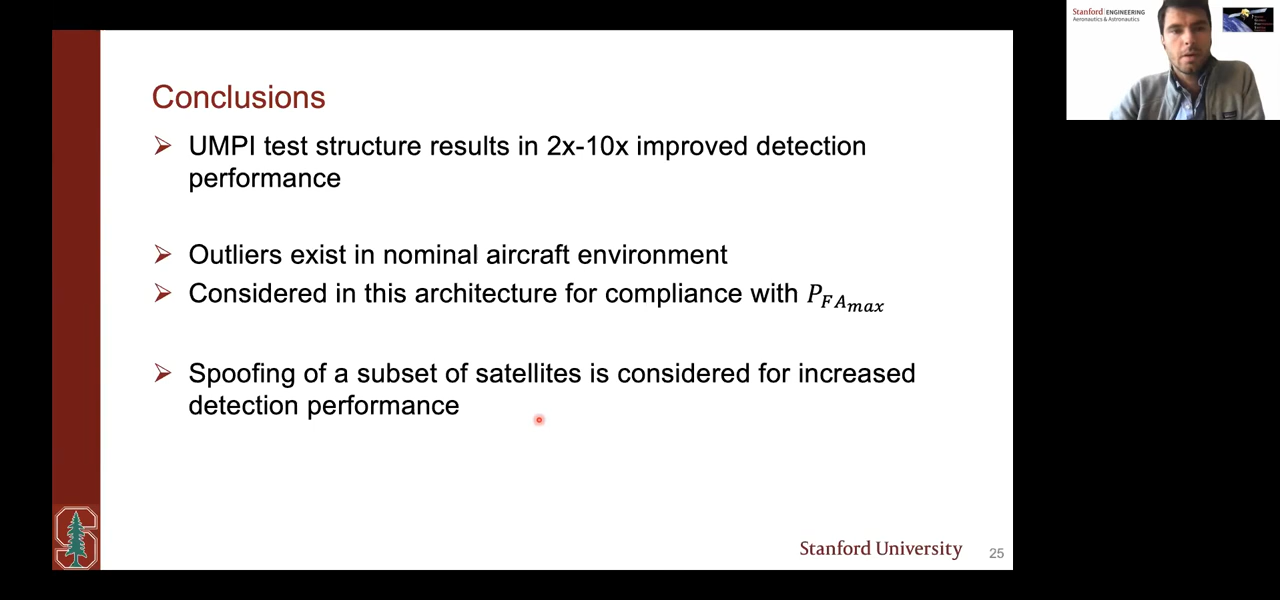 Conclusions
➢ UMPI test structure results in 2x-10x improved detection
performance
➢ Outliers exist in nominal aircraft environment
➢ Considered in this architecture for compliance with P_{FA_{max}}
➢ Spoofing of a subset of satellites is considered for increased
detection performance
Stanford University
25
Stanford | ENGINEERING
Aeronautics & Astronautics